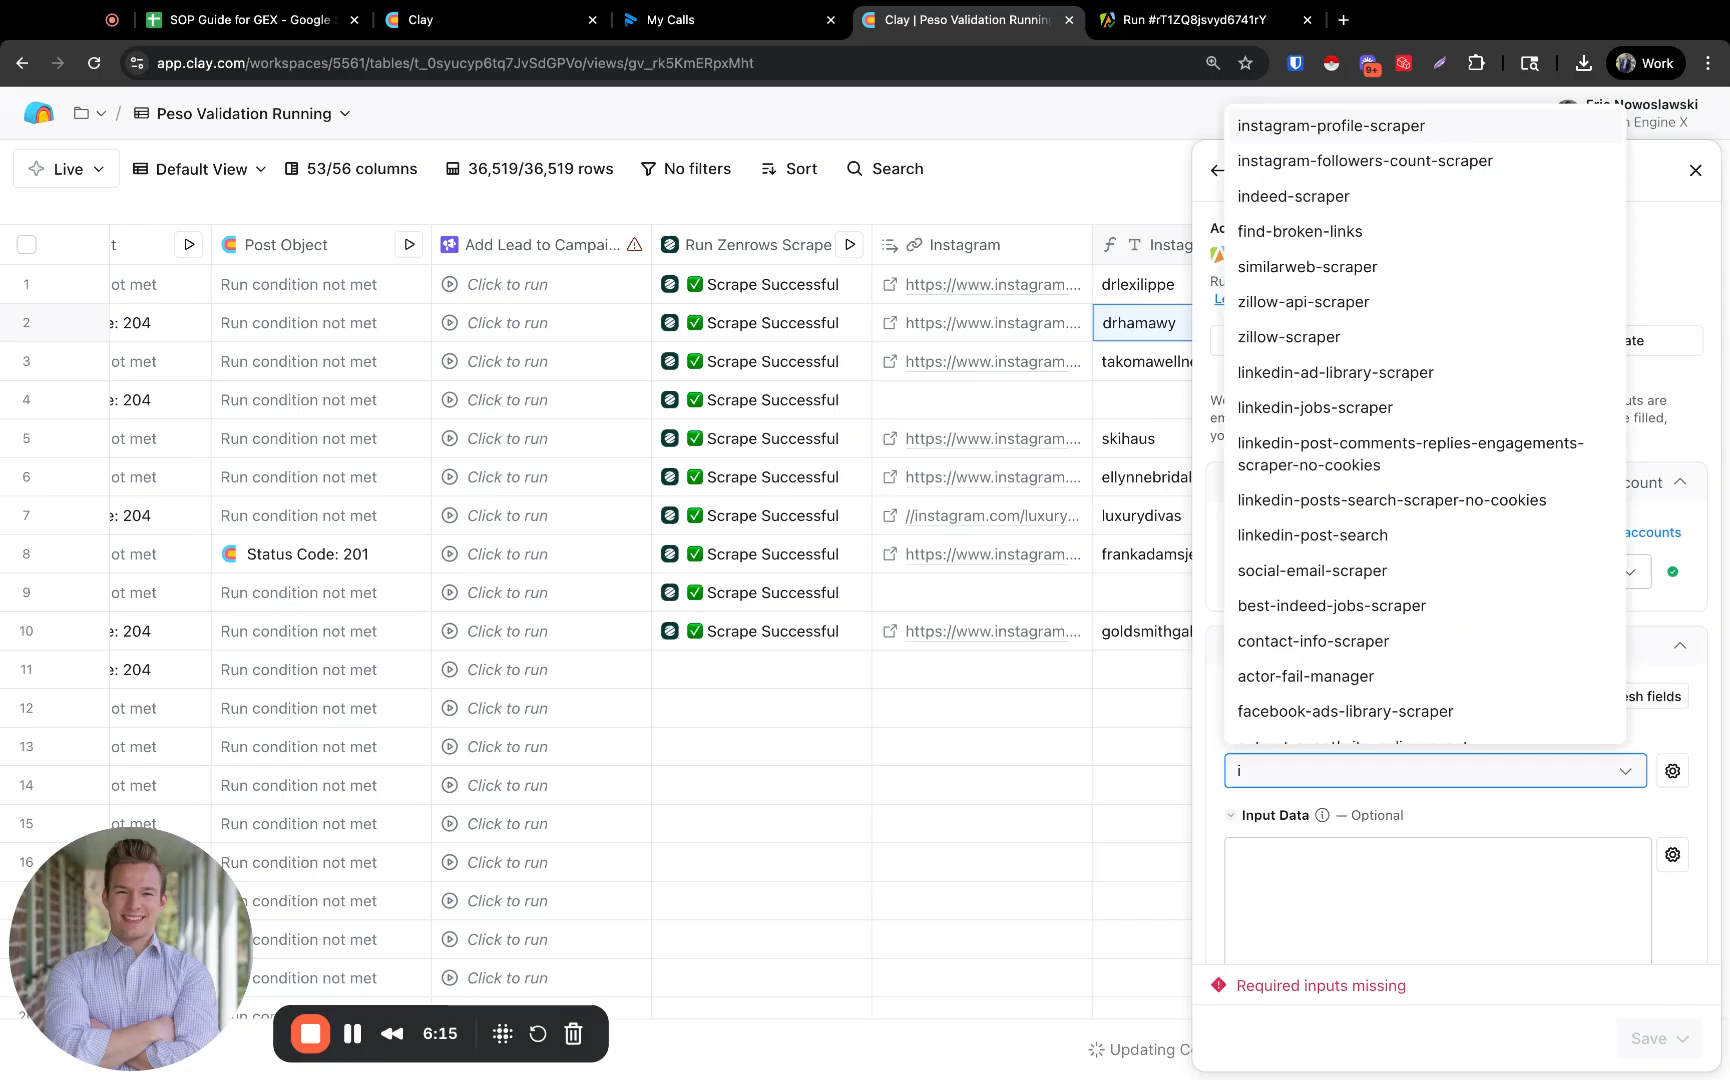 SOP Guide for GEX - Google S
Clay
My Calls
Clay | Peso Validation Running
Run #rT1ZQ8jsvyd6741rY
app.clay.com/workspaces/5561/tables/t_0syucyp6tq7JvSdGPVo/views/gv_rk5KmERpxMht
9+
Work
/ Peso Validation Running
Nowoslawski
n Engine X
Live
Default View
53/56 columns
36,519/36,519 rows
No filters
Sort
Search
t
Post Object
Add Lead to Campai...
Run Zenrows Scrape
Instagram
Instag
1 ot met Run condition not met Click to run ✅ Scrape Successful https://www.instagram.... drlexilippe
2 e: 204 Run condition not met Click to run ✅ Scrape Successful https://www.instagram.... drhamawy
3 ot met Run condition not met Click to run ✅ Scrape Successful https://www.instagram.... takomawellne
4 e: 204 Run condition not met Click to run ✅ Scrape Successful
5 ot met Run condition not met Click to run ✅ Scrape Successful https://www.instagram.... skihaus
6 ot met Run condition not met Click to run ✅ Scrape Successful https://www.instagram.... ellynnebridal
7 e: 204 Run condition not met Click to run ✅ Scrape Successful //instagram.com/luxury... luxurydivas
8 ot met Status Code: 201 Click to run ✅ Scrape Successful https://www.instagram.... frankadamsje
9 ot met Run condition not met Click to run ✅ Scrape Successful
10 e: 204 Run condition not met Click to run ✅ Scrape Successful https://www.instagram.... goldsmithgal
11 e: 204 Run condition not met Click to run
12 ot met Run condition not met Click to run
13 ot met Run condition not met Click to run
14 ot met Run condition not met Click to run
15 ot met Run condition not met Click to run
16 Run condition not met Click to run
condition not met Click to run
condition not met Click to run
condition not met Click to run
6:15
Updating Co
instagram-profile-scraper
instagram-followers-count-scraper
indeed-scraper
find-broken-links
similarweb-scraper
zillow-api-scraper
zillow-scraper
linkedin-ad-library-scraper
linkedin-jobs-scraper
linkedin-post-comments-replies-engagements-
scraper-no-cookies
linkedin-posts-search-scraper-no-cookies
linkedin-post-search
social-email-scraper
best-indeed-jobs-scraper
contact-info-scraper
actor-fail-manager
facebook-ads-library-scraper
Ac
Ru
Le
ate
We
uts are
em
e filled,
yo
count
accounts
esh fields
i
Input Data — Optional
Required inputs missing
Save